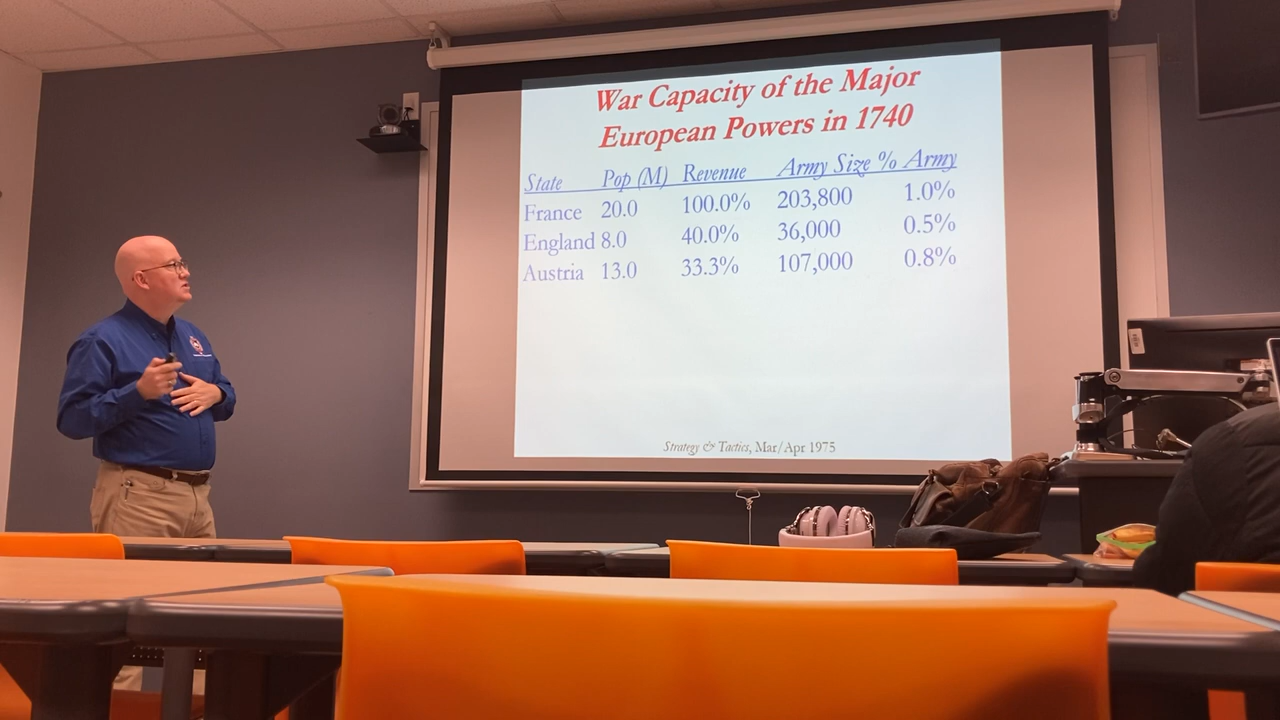 War Capacity of the Major
European Powers in 1740
State Pop (M) Revenue Army Size % Army
France 20.0 100.0% 203,800 1.0%
England 8.0 40.0% 36,000 0.5%
Austria 13.0 33.3% 107,000 0.8%
Strategy & Tactics, Mar/Apr 1975